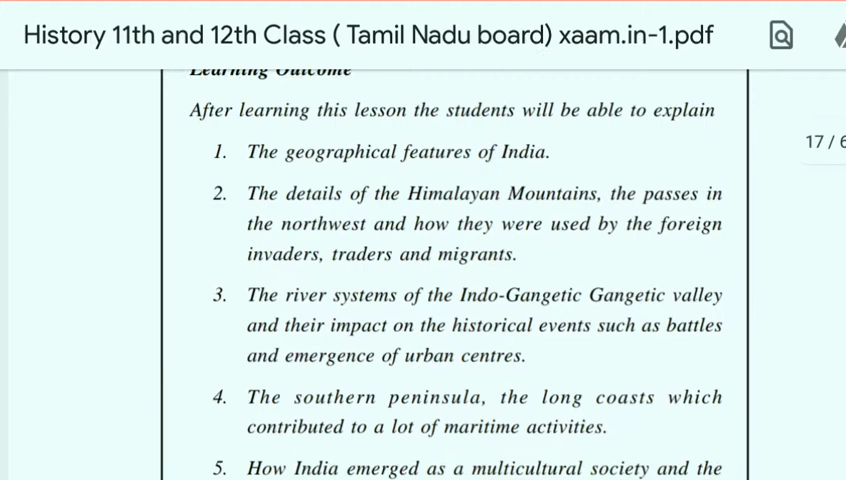 History 11th and 12th Class ( Tamil Nadu board) xaam.in-1.pdf
Learning Outcome
After learning this lesson the students will be able to explain
17 / 6
1. The geographical features of India.
2. The details of the Himalayan Mountains, the passes in
the northwest and how they were used by the foreign
invaders, traders and migrants.
3. The river systems of the Indo-Gangetic Gangetic valley
and their impact on the historical events such as battles
and emergence of urban centres.
4. The southern peninsula, the long coasts which
contributed to a lot of maritime activities.
5. How India emerged as a multicultural society and the